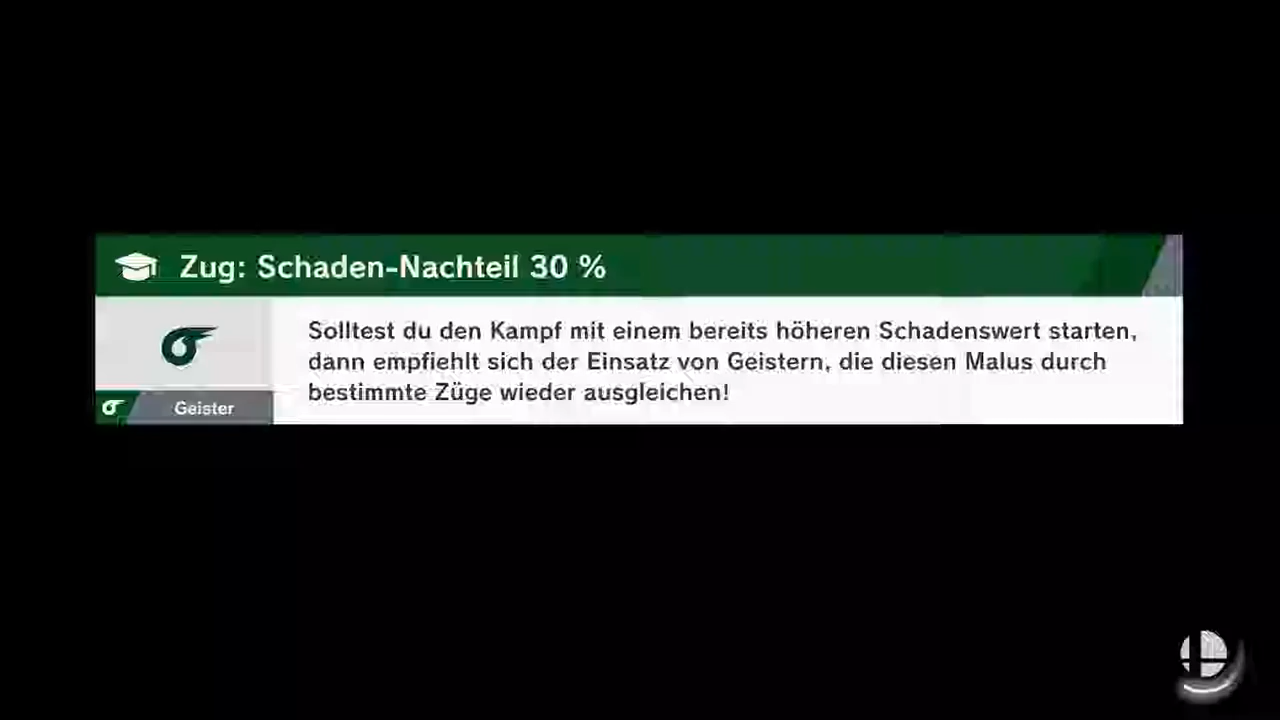 Zug: Schaden-Nachteil 30 %
Solltest du den Kampf mit einem bereits höheren Schadenswert starten,
dann empfiehlt sich der Einsatz von Geistern, die diesen Malus durch
bestimmte Züge wieder ausgleichen!
Geister